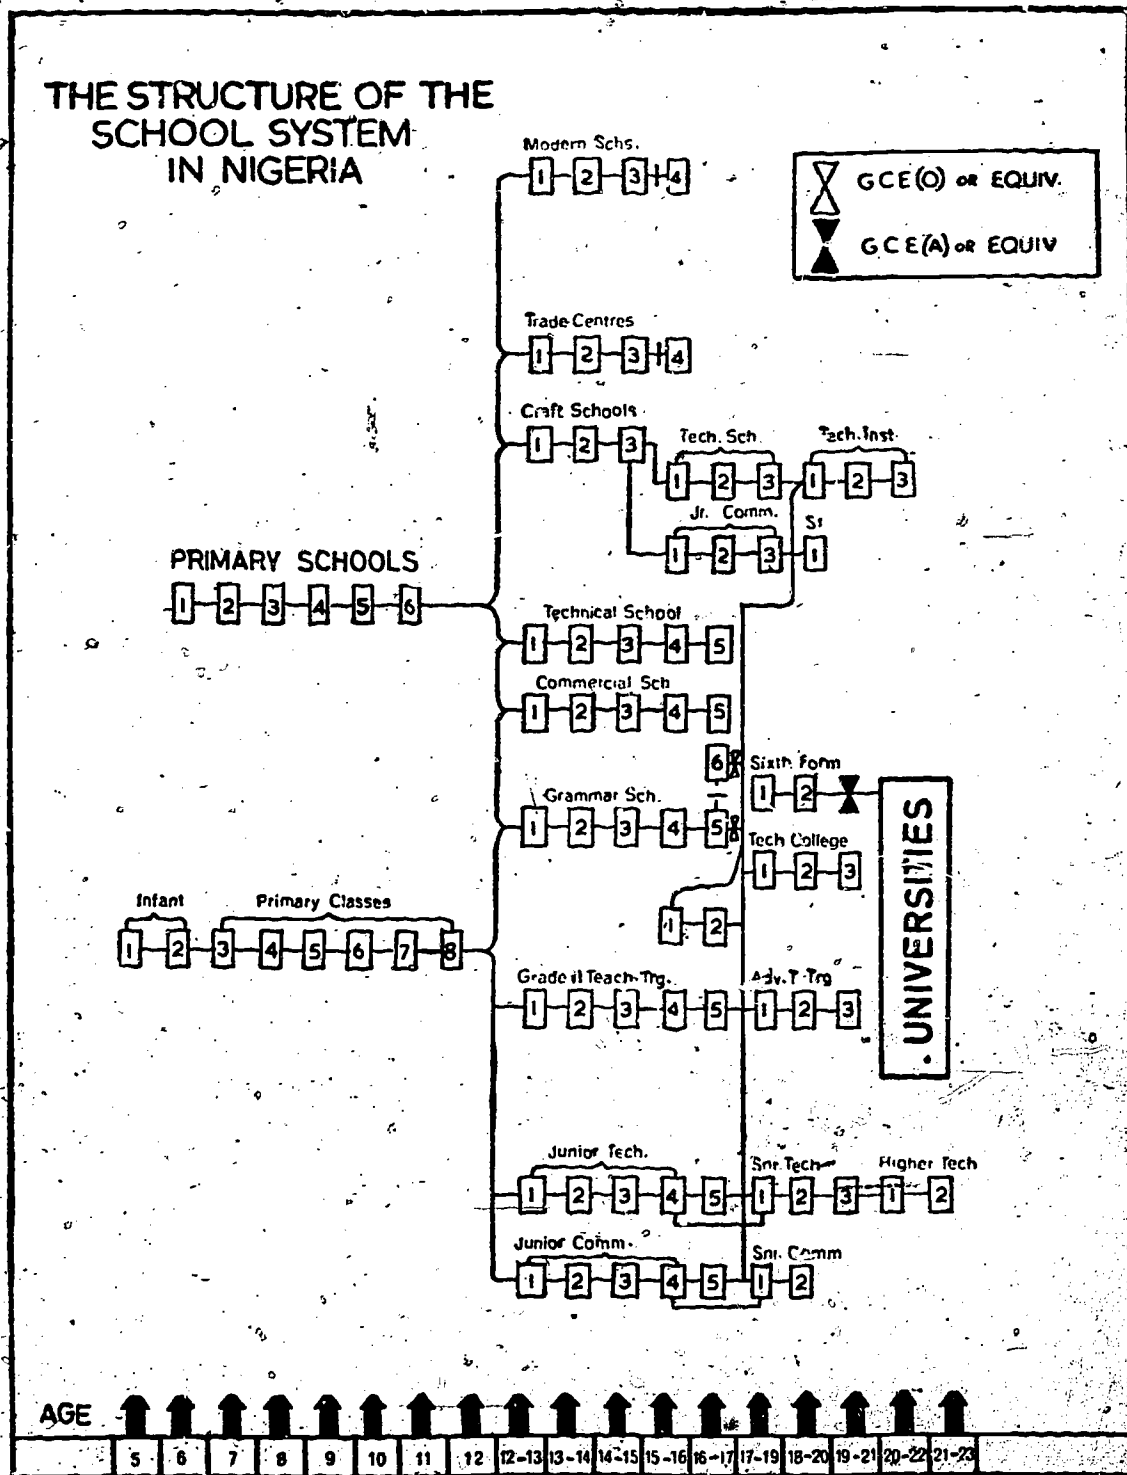 THE STRUCTURE OF THE
SCHOOL SYSTEM
IN NIGERIA
GCE(O) OR EQUIV.
GCE(A) OR EQUIV
Modern Schs.
1 2 3 4
Trade Centres
1 2 3 4
Craft Schools
1 2 3
Tech. Sch. Tech. Inst.
1 2 3 1 2 3
Jr. Comm.
1 2 3 1
PRIMARY SCHOOLS
1 2 3 4 5 6
Technical School
1 2 3 4 5
Commercial Sch
1 2 3 4 5
6
Sixth Form
1 2
Grammar Sch.
1 2 3 4 5
Tech College
1 2 3
1 2
UNIVERSITIES
Infant Primary Classes
1 2 3 4 5 6 7 8
Grade II Teach-Trg. Adv. T-Trg
1 2 3 4 5 1 2 3
Junior Tech. Snr. Tech Higher Tech
1 2 3 4 5 1 2 3 1 2
Junior Comm. Snr. Comm
1 2 3 4 5 1 2
AGE
5 6 7 8 9 10 11 12 12-13 13-14 14-15 15-16 16-17 17-19 18-20 19-21 20-22 21-23